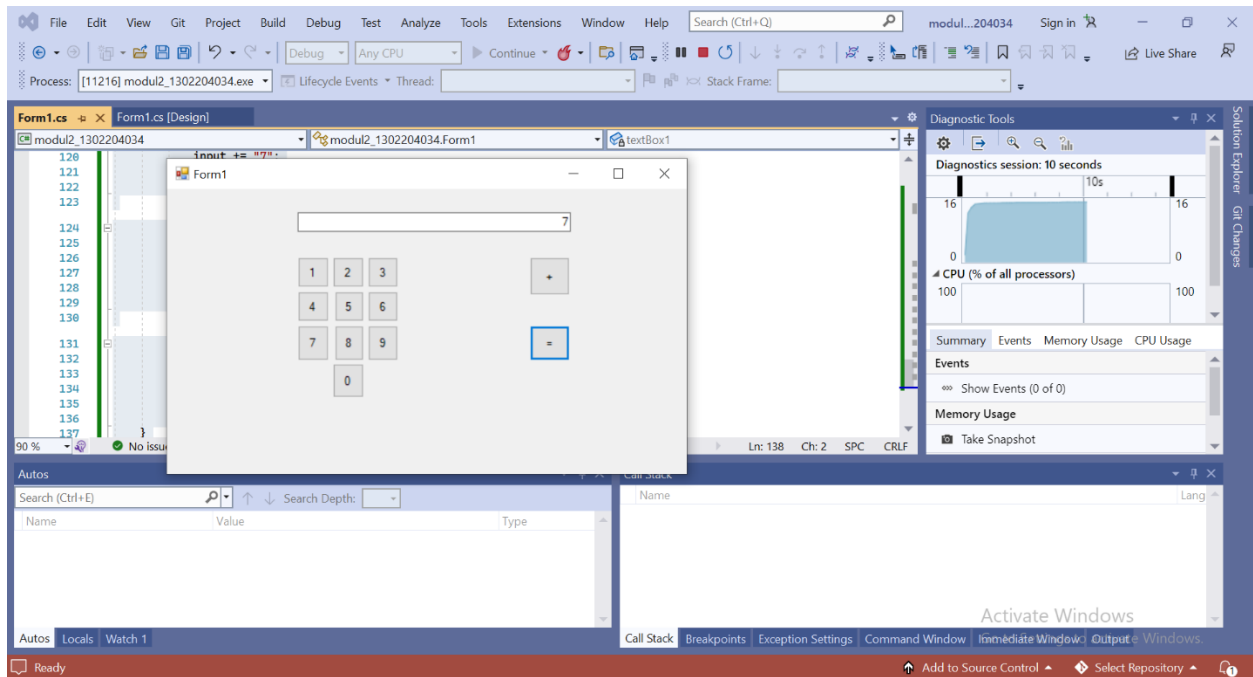 File Edit View Git Project Build Debug Test Analyze Tools Extensions Window Help Search (Ctrl+Q) modul...204034 Sign in
Debug Any CPU Continue Live Share
Process: [11216] modul2_1302204034.exe Lifecycle Events Thread: Stack Frame:
Form1.cs Form1.cs [Design]
modul2_1302204034 modul2_1302204034.Form1 textBox1
120 input += "7";
121
122
123
124
125
126
127
128
129
130
131
132
133
134
135
136
137 }
90 % No issu Ln: 138 Ch: 2 SPC CRLF
Form1
7
1 2 3 +
4 5 6
7 8 9 =
0
Diagnostic Tools
Diagnostics session: 10 seconds
10s
16 16
0 0
CPU (% of all processors)
100 100
Summary Events Memory Usage CPU Usage
Events
Show Events (0 of 0)
Memory Usage
Take Snapshot
Solution Explorer
Git Changes
Autos
Search (Ctrl+E) Search Depth:
Name Value Type
Autos Locals Watch 1
Call Stack
Name Lang
Activate Windows
Call Stack Breakpoints Exception Settings Command Window Immediate Window Output
Ready Add to Source Control Select Repository 1